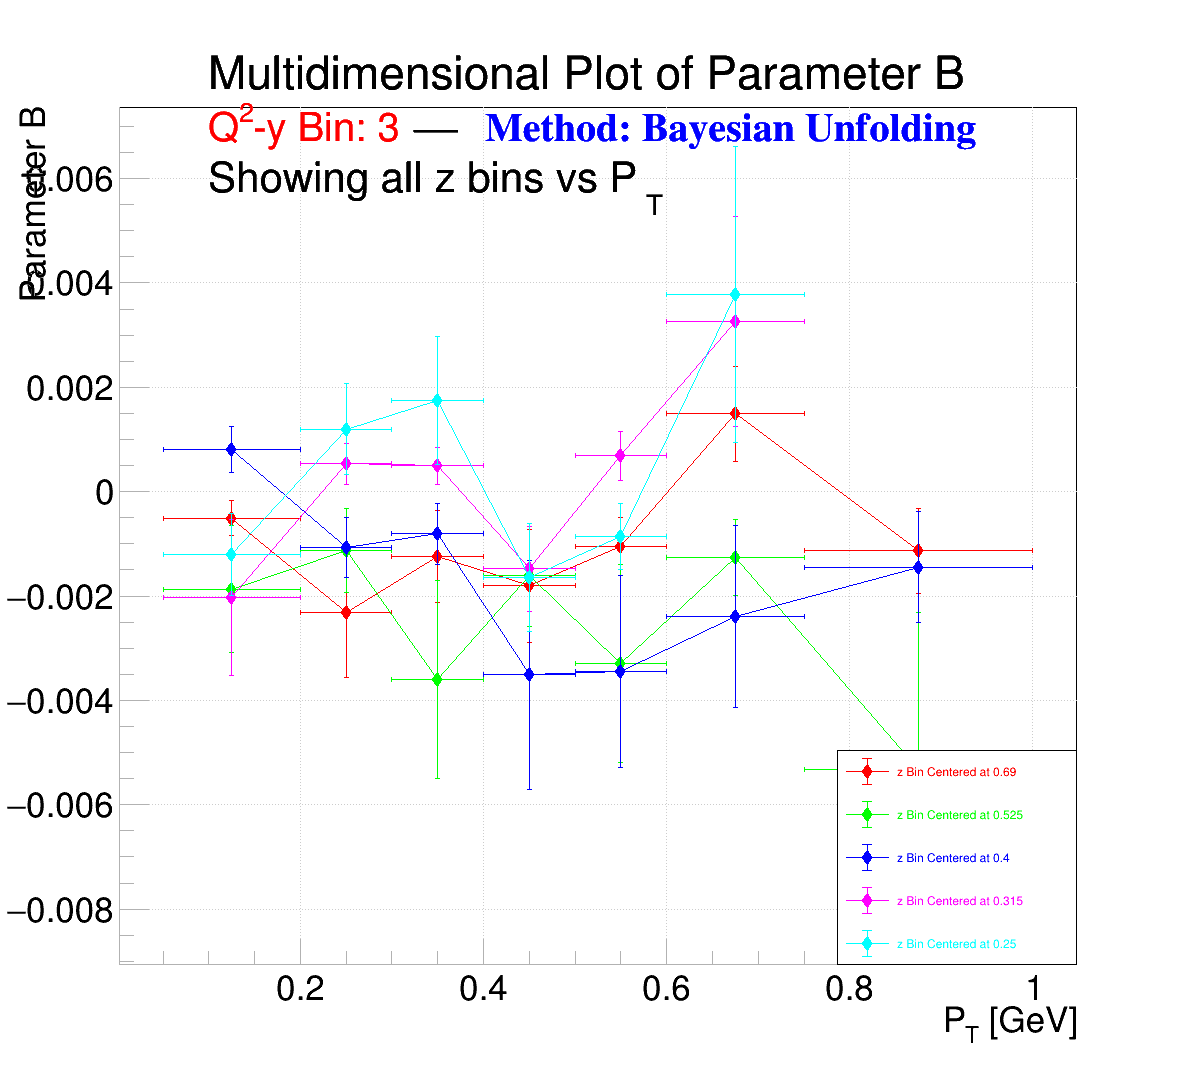 Multidimensional Plot of Parameter B
Q²-y Bin: 3 — Method: Bayesian Unfolding
Showing all z bins vs P_T
Parameter B
0.006
0.004
0.002
0
−0.002
−0.004
−0.006
−0.008
z Bin Centered at 0.69
z Bin Centered at 0.525
z Bin Centered at 0.4
z Bin Centered at 0.315
z Bin Centered at 0.25
0.2 0.4 0.6 0.8 1
P_T [GeV]